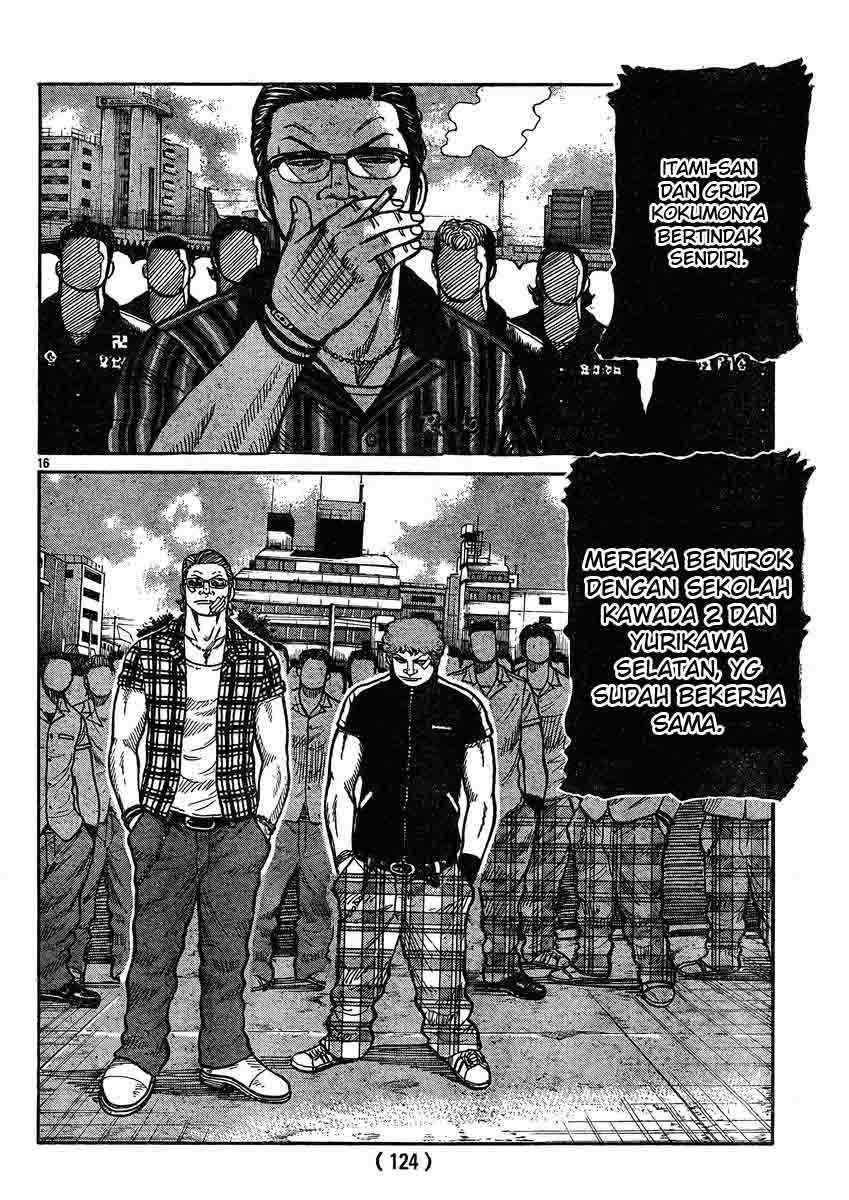 ITAMI-SAN
DAN GRUP
KOKUMONYA
BERTINDAK
SENDIRI.
16
MEREKA BENTROK
DENGAN SEKOLAH
KAWADA 2 DAN
YURIKAWA
SELATAN, YG
SUDAH BEKERJA
SAMA.
( 124 )